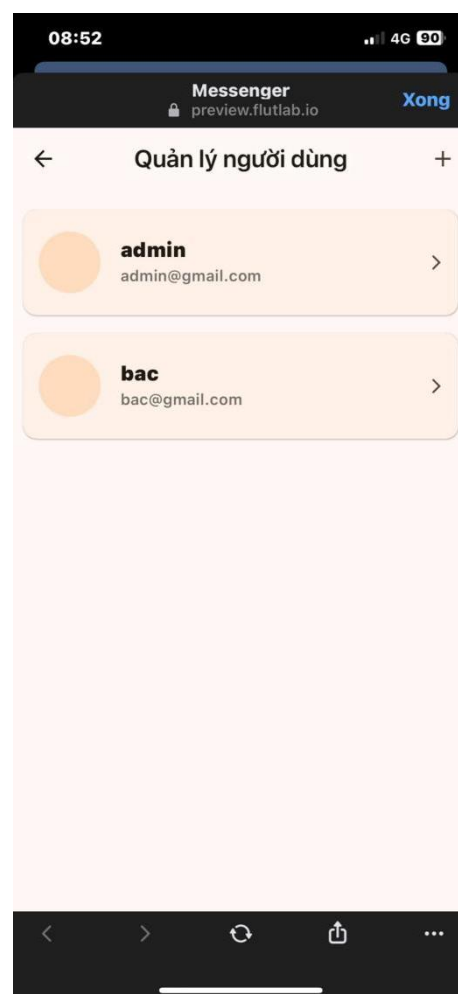 08:52
4G 90
Messenger
preview.flutlab.io
Xong
Quản lý người dùng
admin
admin@gmail.com
bac
bac@gmail.com